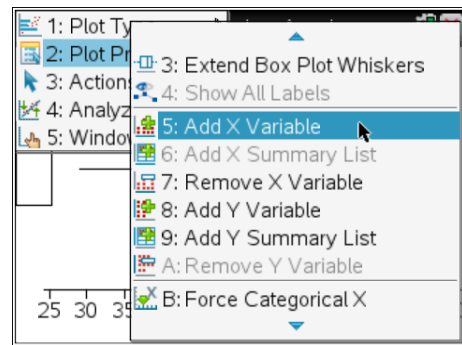 1: Plot Ty
2: Plot Pr
3: Action
4: Analyz
5: Windo
3: Extend Box Plot Whiskers
4: Show All Labels
5: Add X Variable
6: Add X Summary List
7: Remove X Variable
8: Add Y Variable
9: Add Y Summary List
A: Remove Y Variable
B: Force Categorical X
25 30 35